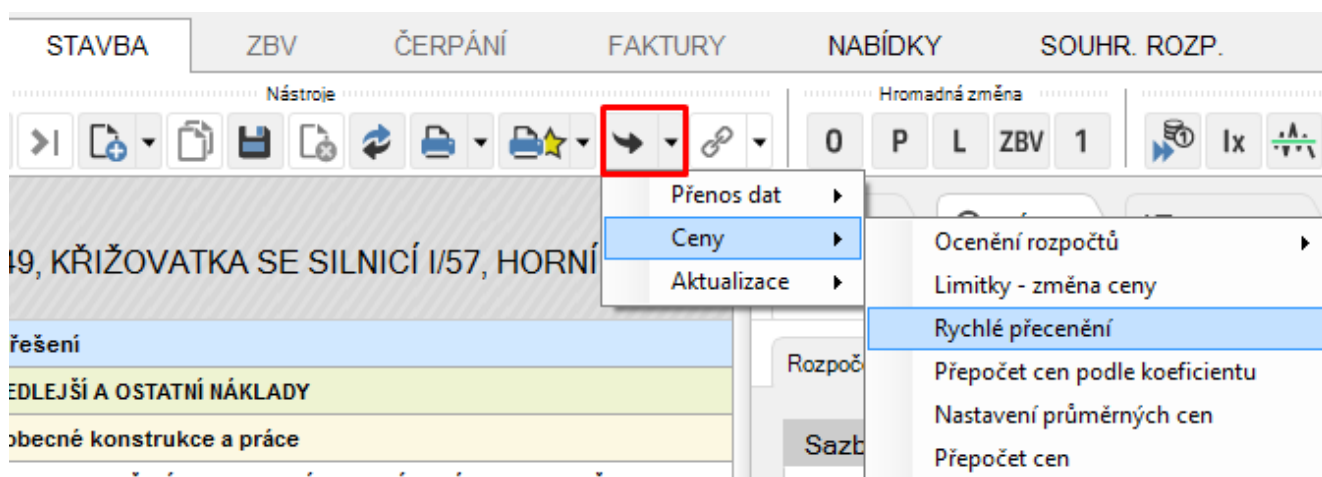 STAVBA ZBV ČERPÁNÍ FAKTURY NABÍDKY SOUHR. ROZP.
Nástroje Hromadná změna
O P L ZBV 1 Ix
Přenos dat
Ceny
Aktualizace
Ocenění rozpočtů
Limitky - změna ceny
Rychlé přecenění
Přepočet cen podle koeficientu
Nastavení průměrných cen
Přepočet cen
49, KŘIŽOVATKA SE SILNICÍ I/57, HORNÍ
řešení
EDLEJŠÍ A OSTATNÍ NÁKLADY
obecné konstrukce a práce
Rozpoč
Sazb